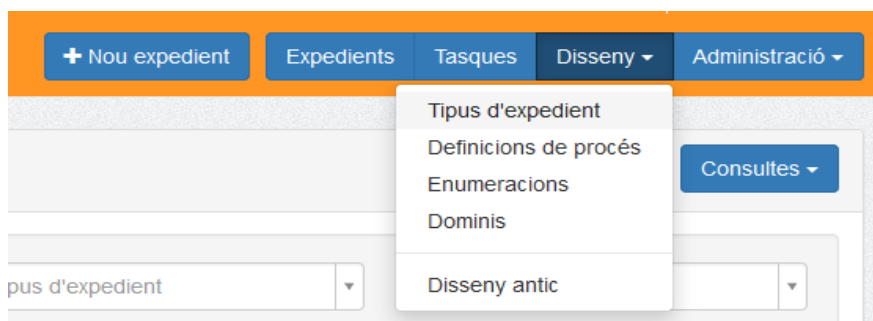 Nou expedient Expedients Tasques Disseny Administració
Tipus d'expedient
Definicions de procés
Consultes
Enumeracions
Dominis
pus d'expedient
Disseny antic